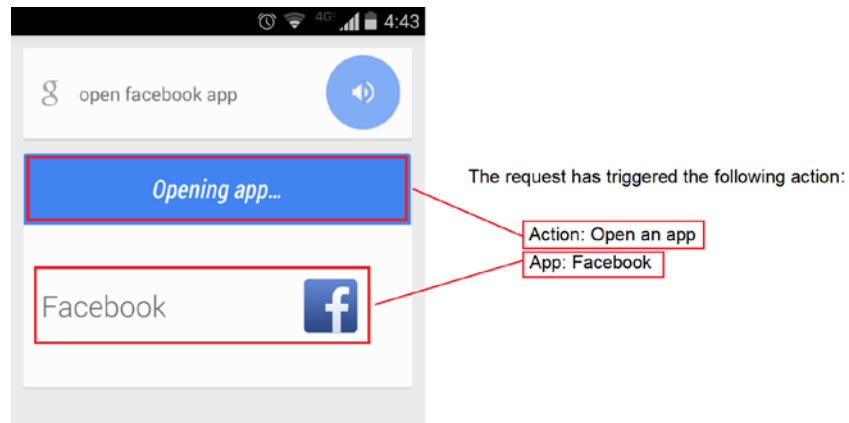 4G 4:43
g open facebook app
Opening app...
The request has triggered the following action:
Action: Open an app
App: Facebook
Facebook f